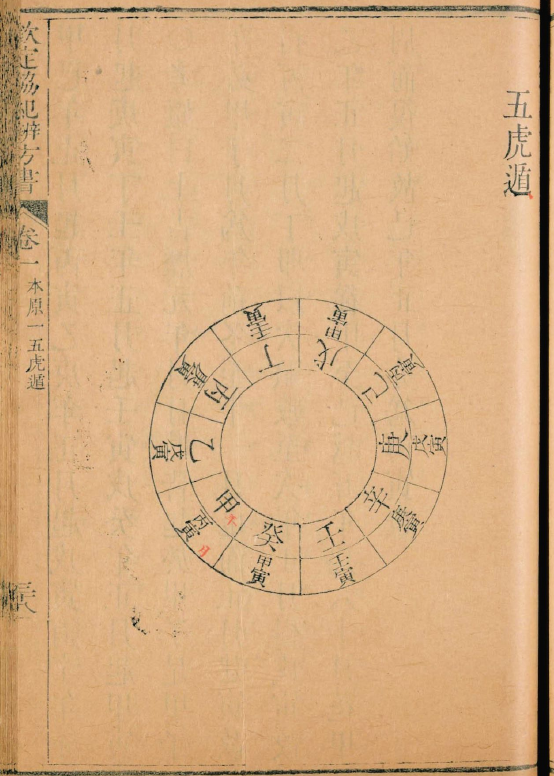 五虎遁
甲 丙寅
乙 戊寅
丙 庚寅
丁 壬寅
戊 甲寅
己 丙寅
庚 戊寅
辛 庚寅
壬 壬寅
癸 甲寅
欽定協紀辨方書
卷一
本原一五虎遁